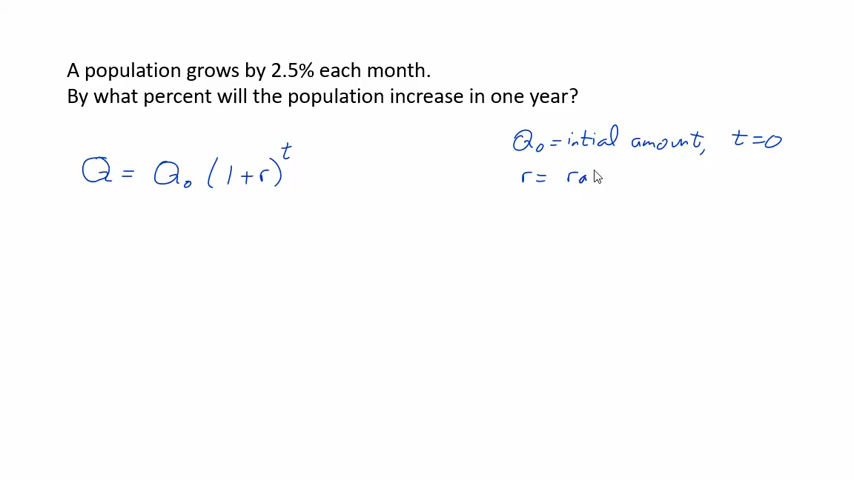 A population grows by 2.5% each month.
By what percent will the population increase in one year?
Q₀ = intial amount, t=0
Q = Q₀ (1+r)ᵗ
r = ra